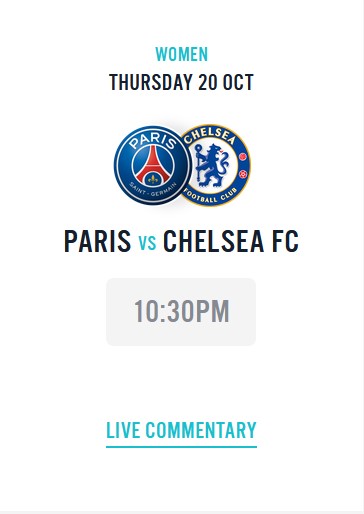 WOMEN
THURSDAY 20 OCT
PARIS
SAINT-GERMAIN
CHELSEA
FOOTBALL CLUB
PARIS VS CHELSEA FC
10:30PM
LIVE COMMENTARY